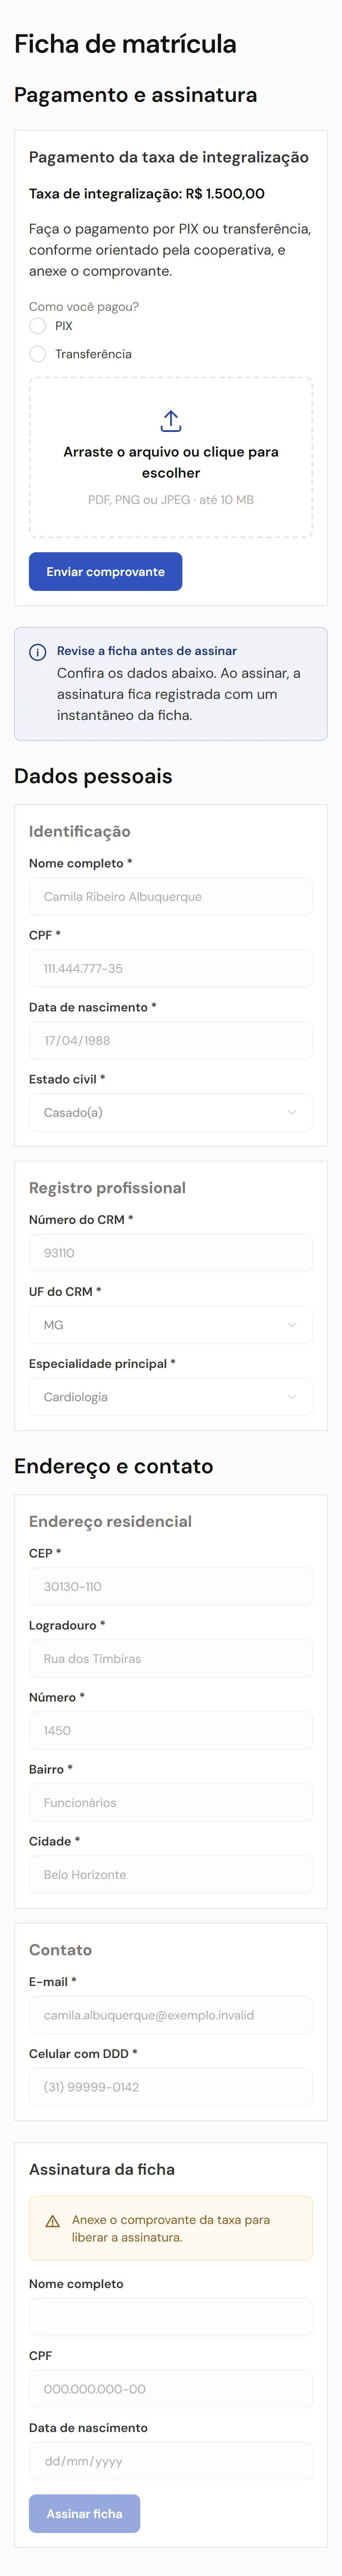 Ficha de matrícula
Pagamento e assinatura
Pagamento da taxa de integralização
Taxa de integralização: R$ 1.500,00
Faça o pagamento por PIX ou transferência,
conforme orientado pela cooperativa, e
anexe o comprovante.
Como você pagou?
PIX
Transferência
Arraste o arquivo ou clique para
escolher
PDF, PNG ou JPEG · até 10 MB
Enviar comprovante
Revise a ficha antes de assinar
Confira os dados abaixo. Ao assinar, a
assinatura fica registrada com um
instantâneo da ficha.
Dados pessoais
Identificação
Nome completo *
Camila Ribeiro Albuquerque
CPF *
111.444.777-35
Data de nascimento *
17/04/1988
Estado civil *
Casado(a)
Registro profissional
Número do CRM *
93110
UF do CRM *
MG
Especialidade principal *
Cardiologia
Endereço e contato
Endereço residencial
CEP *
30130-110
Logradouro *
Rua dos Timbiras
Número *
1450
Bairro *
Funcionários
Cidade *
Belo Horizonte
Contato
E-mail *
camila.albuquerque@exemplo.invalid
Celular com DDD *
(31) 99999-0142
Assinatura da ficha
Anexe o comprovante da taxa para
liberar a assinatura.
Nome completo
CPF
000.000.000-00
Data de nascimento
dd/mm/yyyy
Assinar ficha